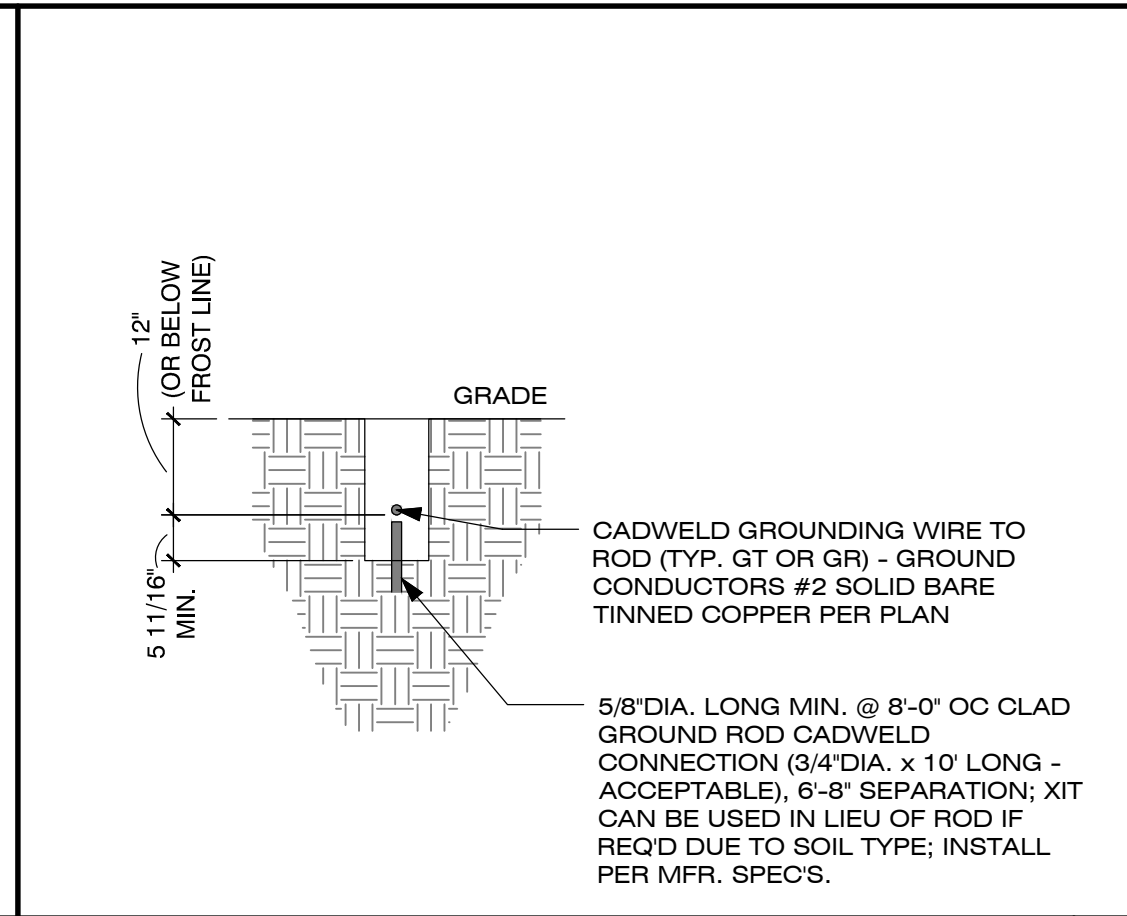 12"
(OR BELOW
FROST LINE)
GRADE
5 11/16"
MIN.
CADWELD GROUNDING WIRE TO
ROD (TYP. GT OR GR) - GROUND
CONDUCTORS #2 SOLID BARE
TINNED COPPER PER PLAN
5/8"DIA. LONG MIN. @ 8'-0" OC CLAD
GROUND ROD CADWELD
CONNECTION (3/4"DIA. x 10' LONG -
ACCEPTABLE), 6'-8" SEPARATION; XIT
CAN BE USED IN LIEU OF ROD IF
REQ'D DUE TO SOIL TYPE; INSTALL
PER MFR. SPEC'S.